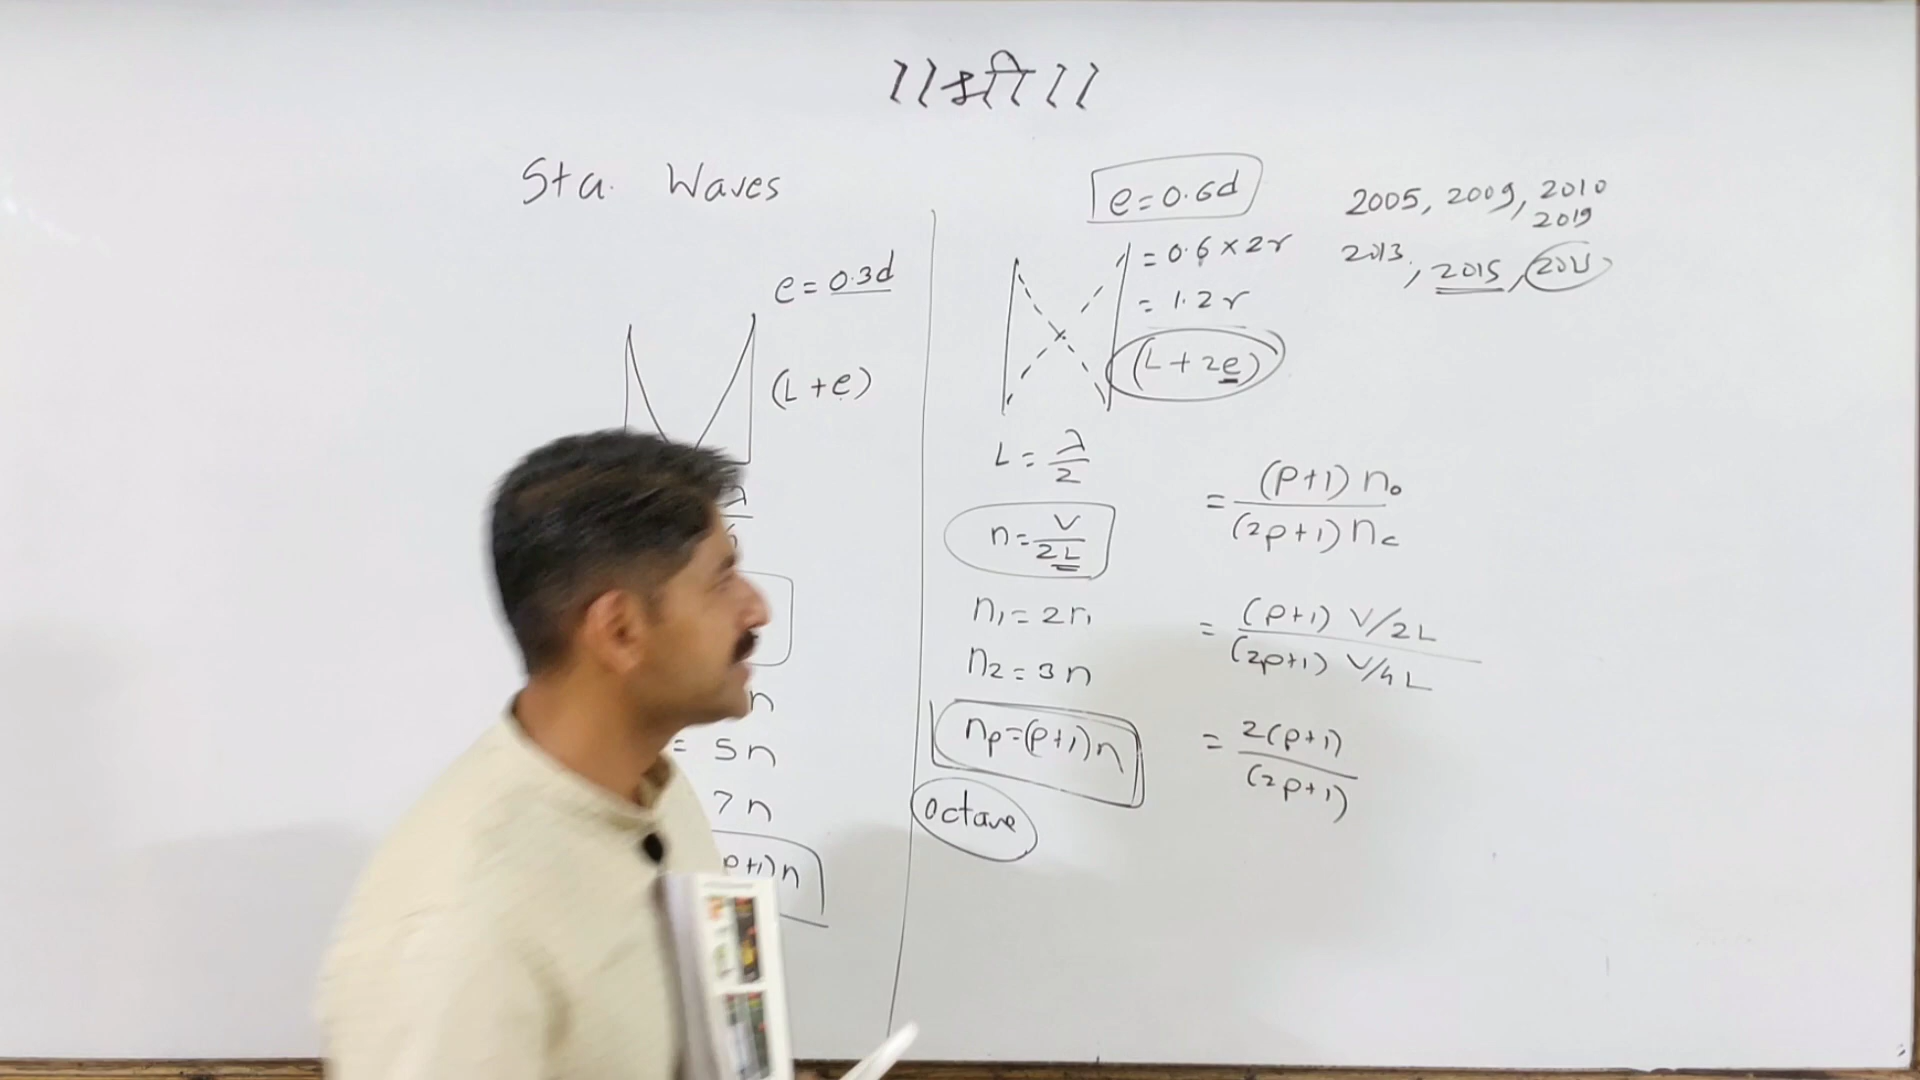 ।।श्री।।
Sta. Waves
e = 0.3d
(L + e)
λ
n
= 5n
7n
p+1)n
e = 0.6d
= 0.6 × 2r
= 1.2r
(L + 2e)
L = λ/2
n = V/2L
n₁ = 2n
n₂ = 3n
nₚ = (p+1)n
octave
2005, 2009, 2010
2019
2013, 2015,
= (P+1) n₀ / (2p+1) n_c
= (p+1) V/2L / (2p+1) V/4L
= 2(p+1) / (2p+1)